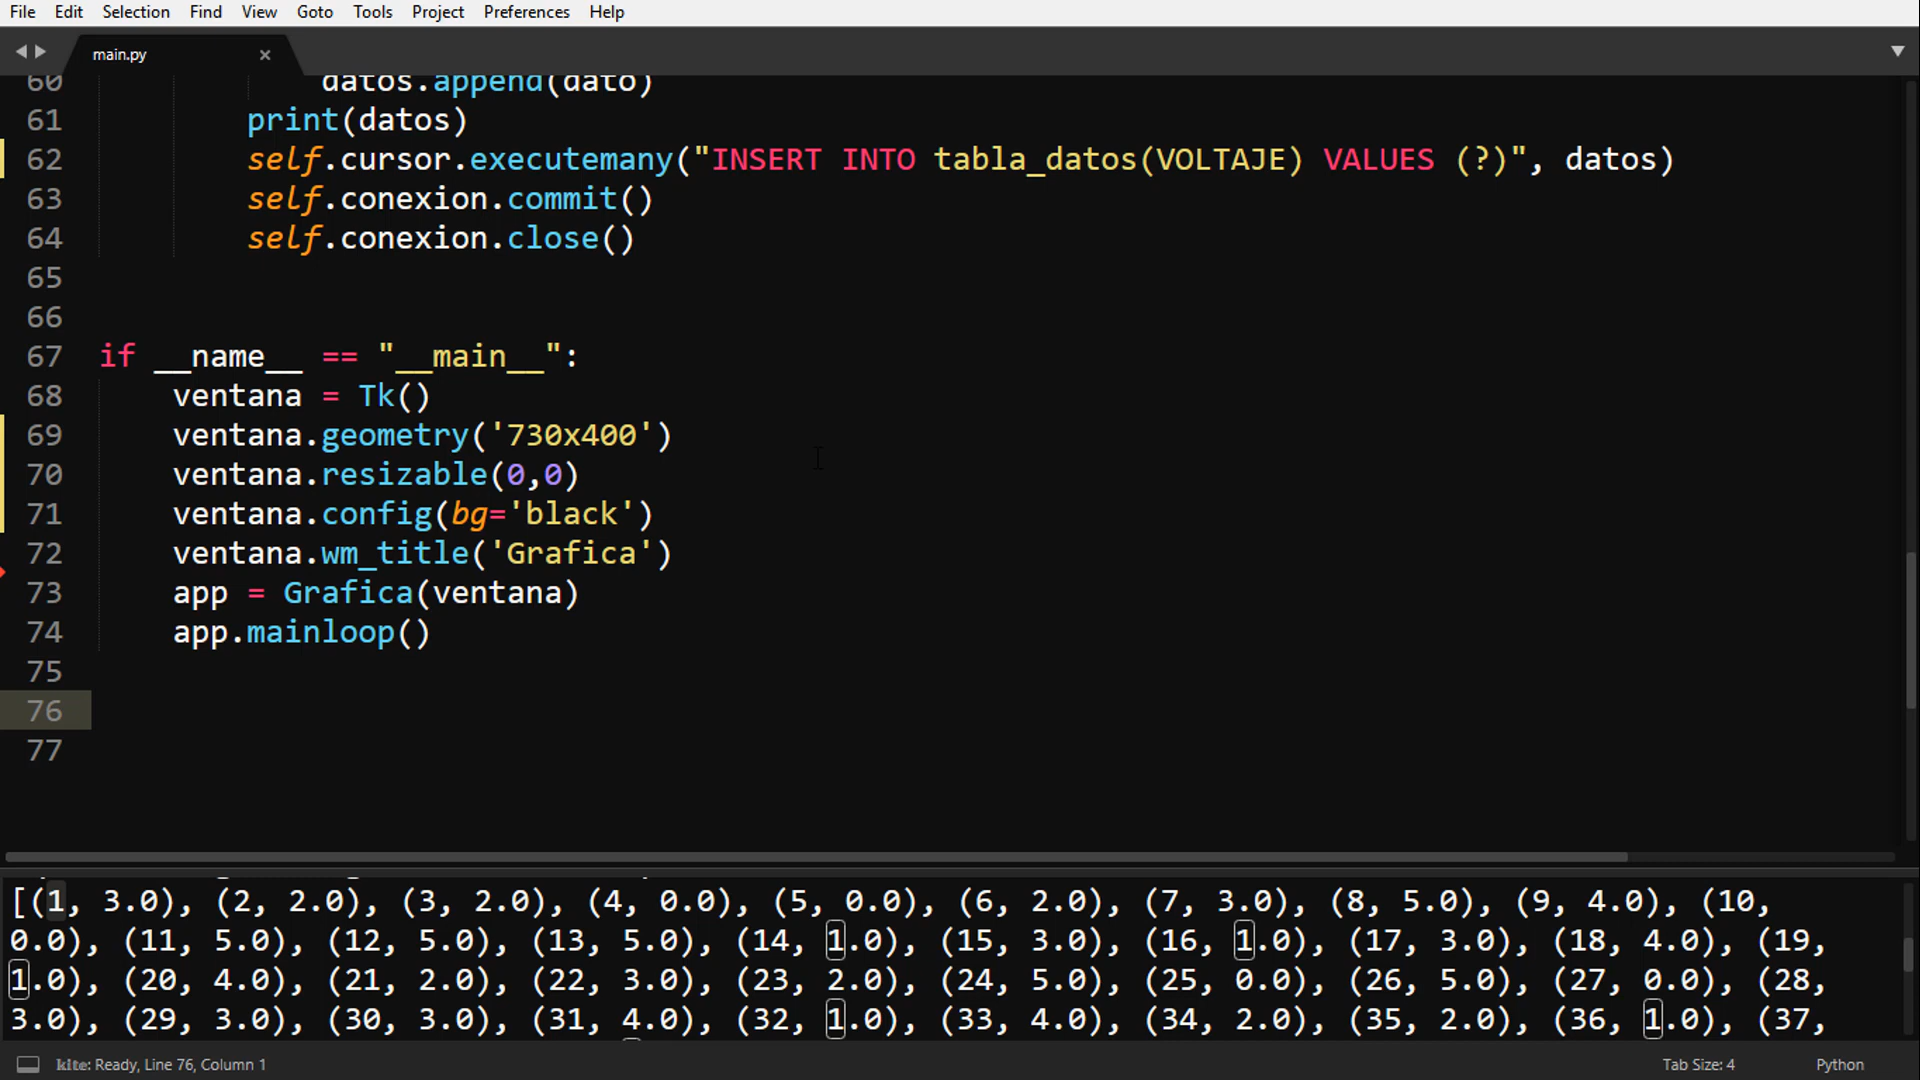 File Edit Selection Find View Goto Tools Project Preferences Help
main.py
60 datos.append(dato)
61 print(datos)
62 self.cursor.executemany("INSERT INTO tabla_datos(VOLTAJE) VALUES (?)", datos)
63 self.conexion.commit()
64 self.conexion.close()
65
66
67 if __name__ == "__main__":
68 ventana = Tk()
69 ventana.geometry('730x400')
70 ventana.resizable(0,0)
71 ventana.config(bg='black')
72 ventana.wm_title('Grafica')
73 app = Grafica(ventana)
74 app.mainloop()
75
76
77
[(1, 3.0), (2, 2.0), (3, 2.0), (4, 0.0), (5, 0.0), (6, 2.0), (7, 3.0), (8, 5.0), (9, 4.0), (10,
0.0), (11, 5.0), (12, 5.0), (13, 5.0), (14, 1.0), (15, 3.0), (16, 1.0), (17, 3.0), (18, 4.0), (19,
1.0), (20, 4.0), (21, 2.0), (22, 3.0), (23, 2.0), (24, 5.0), (25, 0.0), (26, 5.0), (27, 0.0), (28,
3.0), (29, 3.0), (30, 3.0), (31, 4.0), (32, 1.0), (33, 4.0), (34, 2.0), (35, 2.0), (36, 1.0), (37,
kite: Ready, Line 76, Column 1 Tab Size: 4 Python